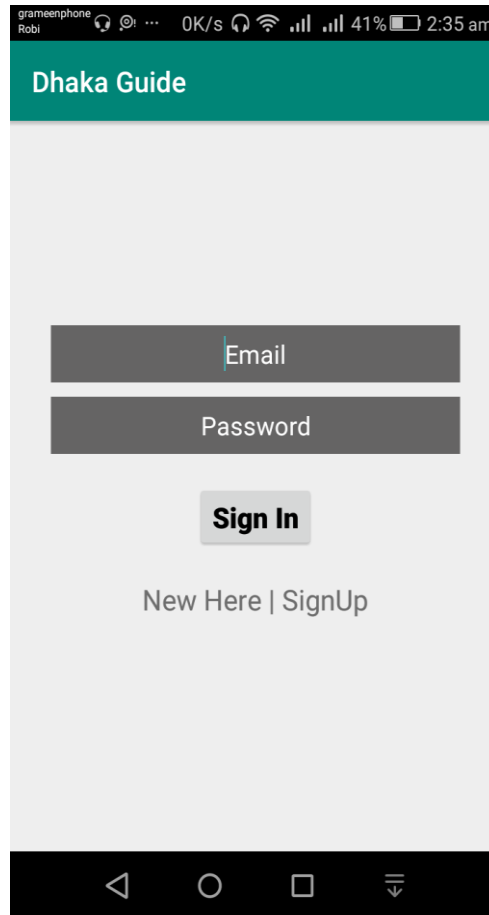 grameenphone
Robi
0K/s 41% 2:35 am
Dhaka Guide
Email
Password
Sign In
New Here | SignUp